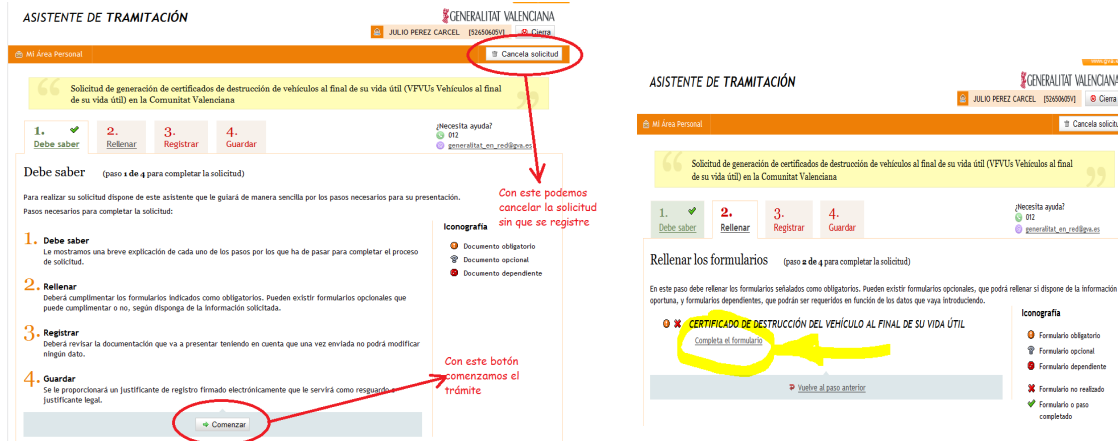 ASISTENTE DE TRAMITACIÓN
GENERALITAT VALENCIANA
JULIO PEREZ CARCEL [52650605V] Cierra
Mi Área Personal
Cancela solicitud
Solicitud de generación de certificados de destrucción de vehículos al final de su vida útil (VFVUs Vehículos al final
de su vida útil) en la Comunitat Valenciana
1. 2. 3. 4.
Debe saber Rellenar Registrar Guardar
¿Necesita ayuda?
012
generalitat_en_red@gva.es
Debe saber (paso 1 de 4 para completar la solicitud)
Para realizar su solicitud dispone de este asistente que le guiará de manera sencilla por los pasos necesarios para su presentación.
Pasos necesarios para completar la solicitud:
1. Debe saber
Le mostramos una breve explicación de cada uno de los pasos por los que ha de pasar para completar el proceso
de solicitud.
2. Rellenar
Deberá cumplimentar los formularios indicados como obligatorios. Pueden existir formularios opcionales que
puede cumplimentar o no, según disponga de la información solicitada.
3. Registrar
Deberá revisar la documentación que va a presentar teniendo en cuenta que una vez enviada no podrá modificar
ningún dato.
4. Guardar
Se le proporcionará un justificante de registro firmado electrónicamente que le servirá como resguardo o
justificante legal.
Comenzar
Con este podemos
cancelar la solicitud
sin que se registre
Iconografía
Documento obligatorio
Documento opcional
Documento dependiente
Con este botón
comenzamos el
trámite
ASISTENTE DE TRAMITACIÓN
GENERALITAT VALENCIANA
JULIO PEREZ CARCEL [52650605V] Cierra
Mi Área Personal
Cancela solicitu
Solicitud de generación de certificados de destrucción de vehículos al final de su vida útil (VFVUs Vehículos al final
de su vida útil) en la Comunitat Valenciana
1. 2. 3. 4.
Debe saber Rellenar Registrar Guardar
¿Necesita ayuda?
012
generalitat_en_red@gva.es
Rellenar los formularios (paso 2 de 4 para completar la solicitud)
En este paso debe rellenar los formularios señalados como obligatorios. Pueden existir formularios opcionales, que podrá rellenar si dispone de la información
oportuna, y formularios dependientes, que podrán ser requeridos en función de los datos que vaya introduciendo.
CERTIFICADO DE DESTRUCCIÓN DEL VEHÍCULO AL FINAL DE SU VIDA ÚTIL
Completa el formulario
Vuelve al paso anterior
Iconografía
Formulario obligatorio
Formulario opcional
Formulario dependiente
Formulario no realizado
Formulario o paso
completado